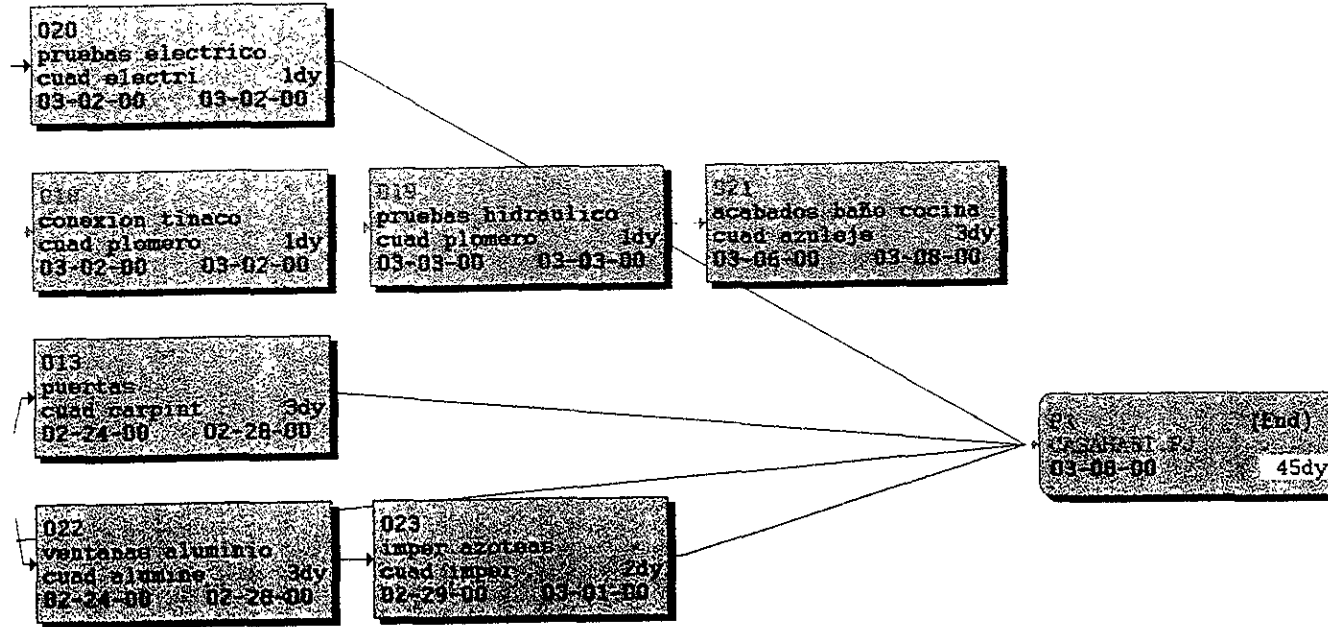 020
pruebas electrico
cuad electri 1dy
03-02-00 03-02-00
018
conexion tinaco
cuad plomero 1dy
03-02-00 03-02-00
019
pruebas hidraulico
cuad plomero 1dy
03-03-00 03-03-00
021
acabados baño cocina
cuad azuleje 3dy
03-06-00 03-08-00
013
puertas
cuad carpint 3dy
02-24-00 02-28-00
022
ventanas aluminio
cuad alumine 3dy
02-24-00 02-28-00
023
imper azoteas
cuad imper 2dy
02-29-00 03-01-00
(End)
03-08-00 45dy